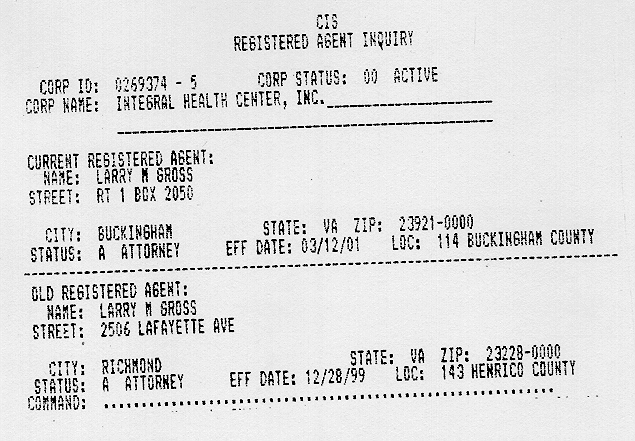 CIS
REGISTERED AGENT INQUIRY
CORP ID: 0269374 - 5 CORP STATUS: 00 ACTIVE
CORP NAME: INTEGRAL HEALTH CENTER, INC.
CURRENT REGISTERED AGENT:
NAME: LARRY M GROSS
STREET: RT 1 BOX 2050
CITY: BUCKINGHAM STATE: VA ZIP: 23921-0000
STATUS: A ATTORNEY EFF DATE: 03/12/01 LOC: 114 BUCKINGHAM COUNTY
OLD REGISTERED AGENT:
NAME: LARRY M GROSS
STREET: 2506 LAFAYETTE AVE
CITY: RICHMOND STATE: VA ZIP: 23228-0000
STATUS: A ATTORNEY EFF DATE: 12/28/99 LOC: 143 HENRICO COUNTY
COMMAND: